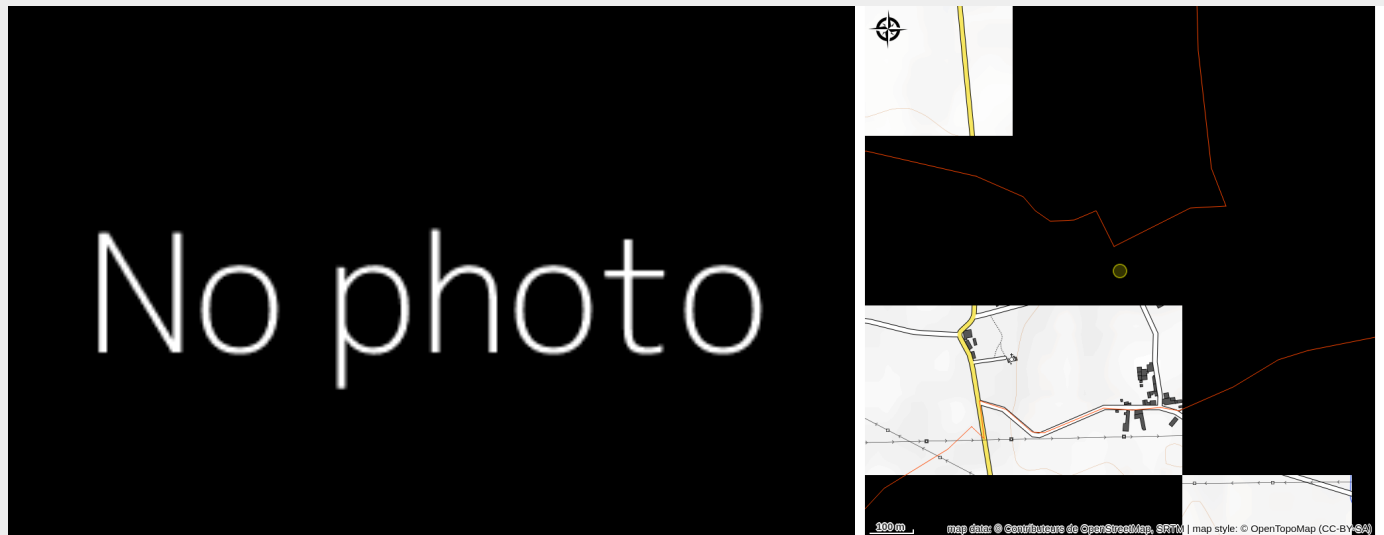 No photo
100 m
map data: © Contributeurs de OpenStreetMap, SRTM | map style: © OpenTopoMap (CC-BY-SA)